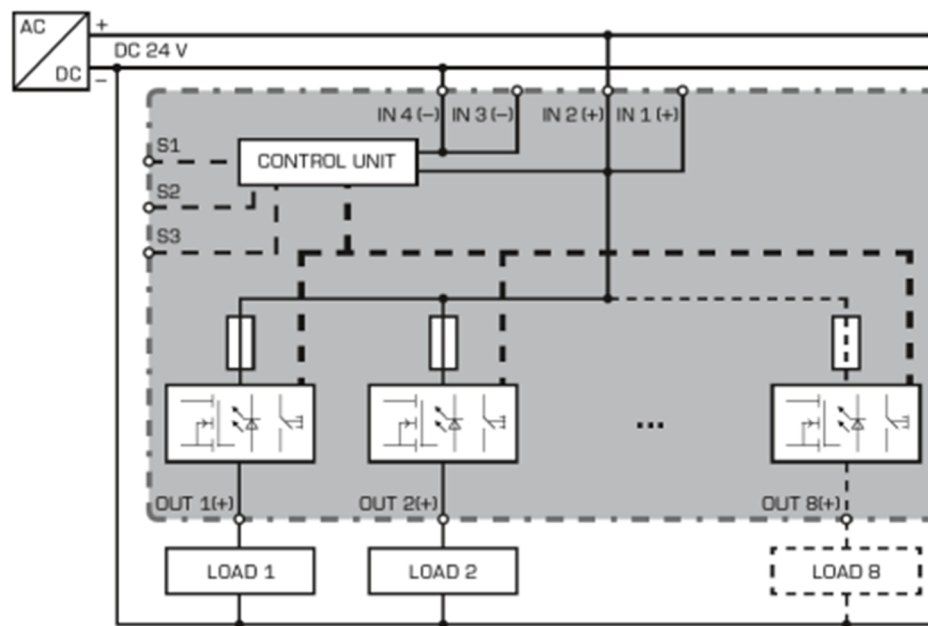 AC
+
DC 24 V
DC
–
IN 4 (–) IN 3 (–) IN 2 (+) IN 1 (+)
S1
CONTROL UNIT
S2
S3
...
OUT 1(+) OUT 2(+) OUT 8(+)
LOAD 1 LOAD 2 LOAD 8